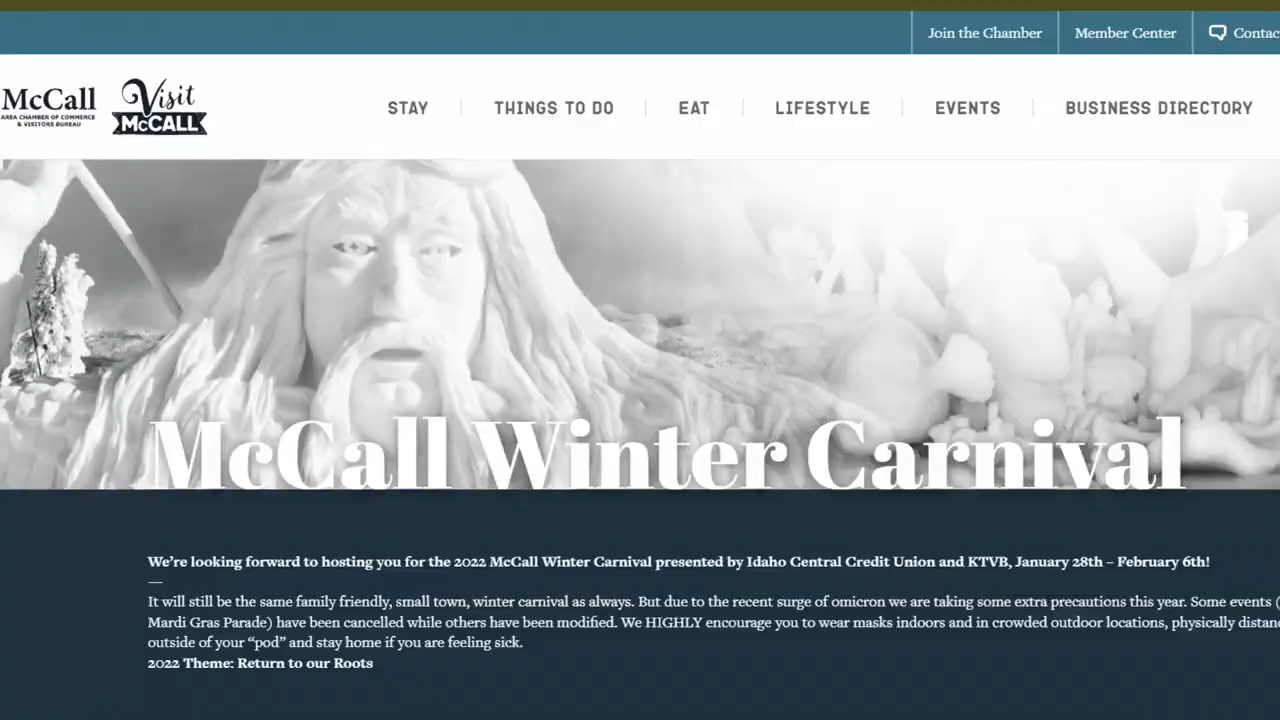 Join the Chamber
Member Center
McCall
AREA CHAMBER OF COMMERCE
& VISITORS BUREAU
Visit
McCALL
STAY
THINGS TO DO
EAT
LIFESTYLE
EVENTS
BUSINESS DIRECTORY
McCall Winter Carnival
We're looking forward to hosting you for the 2022 McCall Winter Carnival presented by Idaho Central Credit Union and KTVB, January 28th – February 6th!
—
It will still be the same family friendly, small town, winter carnival as always. But due to the recent surge of omicron we are taking some extra precautions this year. Some events (
Mardi Gras Parade) have been cancelled while others have been modified. We HIGHLY encourage you to wear masks indoors and in crowded outdoor locations, physically
outside of your “pod” and stay home if you are feeling sick.
2022 Theme: Return to our Roots